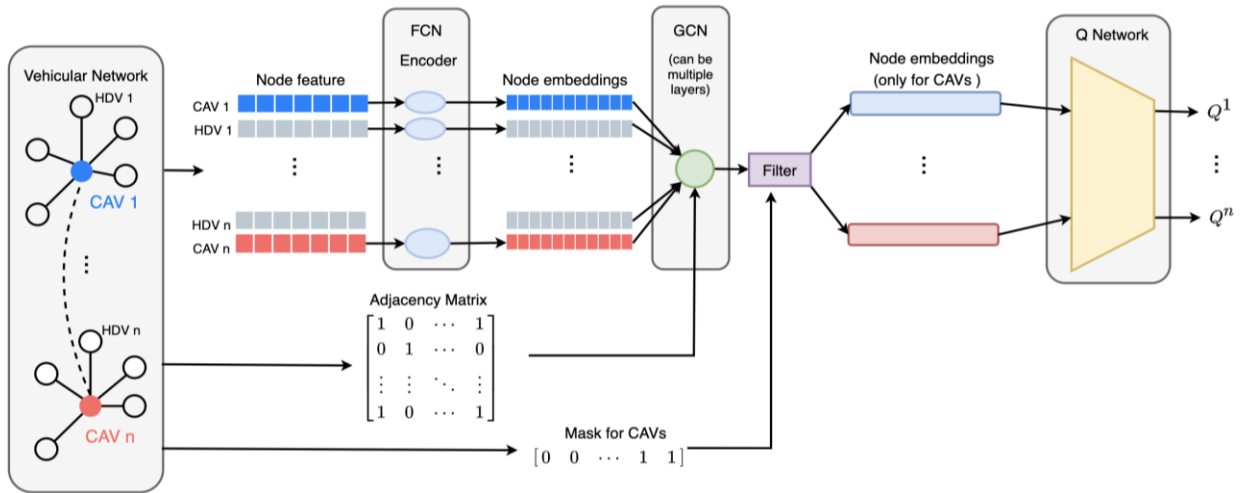 Vehicular Network
HDV 1
CAV 1
⋮
HDV n
CAV n
Node feature
CAV 1
HDV 1
⋮
HDV n
CAV n
FCN
Encoder
⋮
Node embeddings
⋮
GCN
(can be
multiple
layers)
Filter
Node embeddings
(only for CAVs )
⋮
Q Network
Q^1
⋮
Q^n
Adjacency Matrix
1 0 ⋯ 1
0 1 ⋯ 0
⋮ ⋮ ⋱ ⋮
1 0 ⋯ 1
Mask for CAVs
[0 0 ⋯ 1 1]